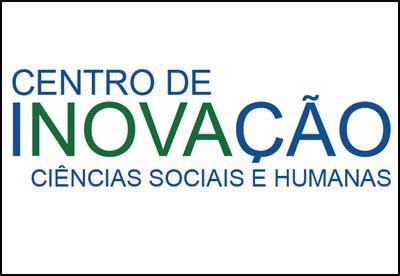 CENTRO DE
INOVAÇÃO
CIÊNCIAS SOCIAIS E HUMANAS